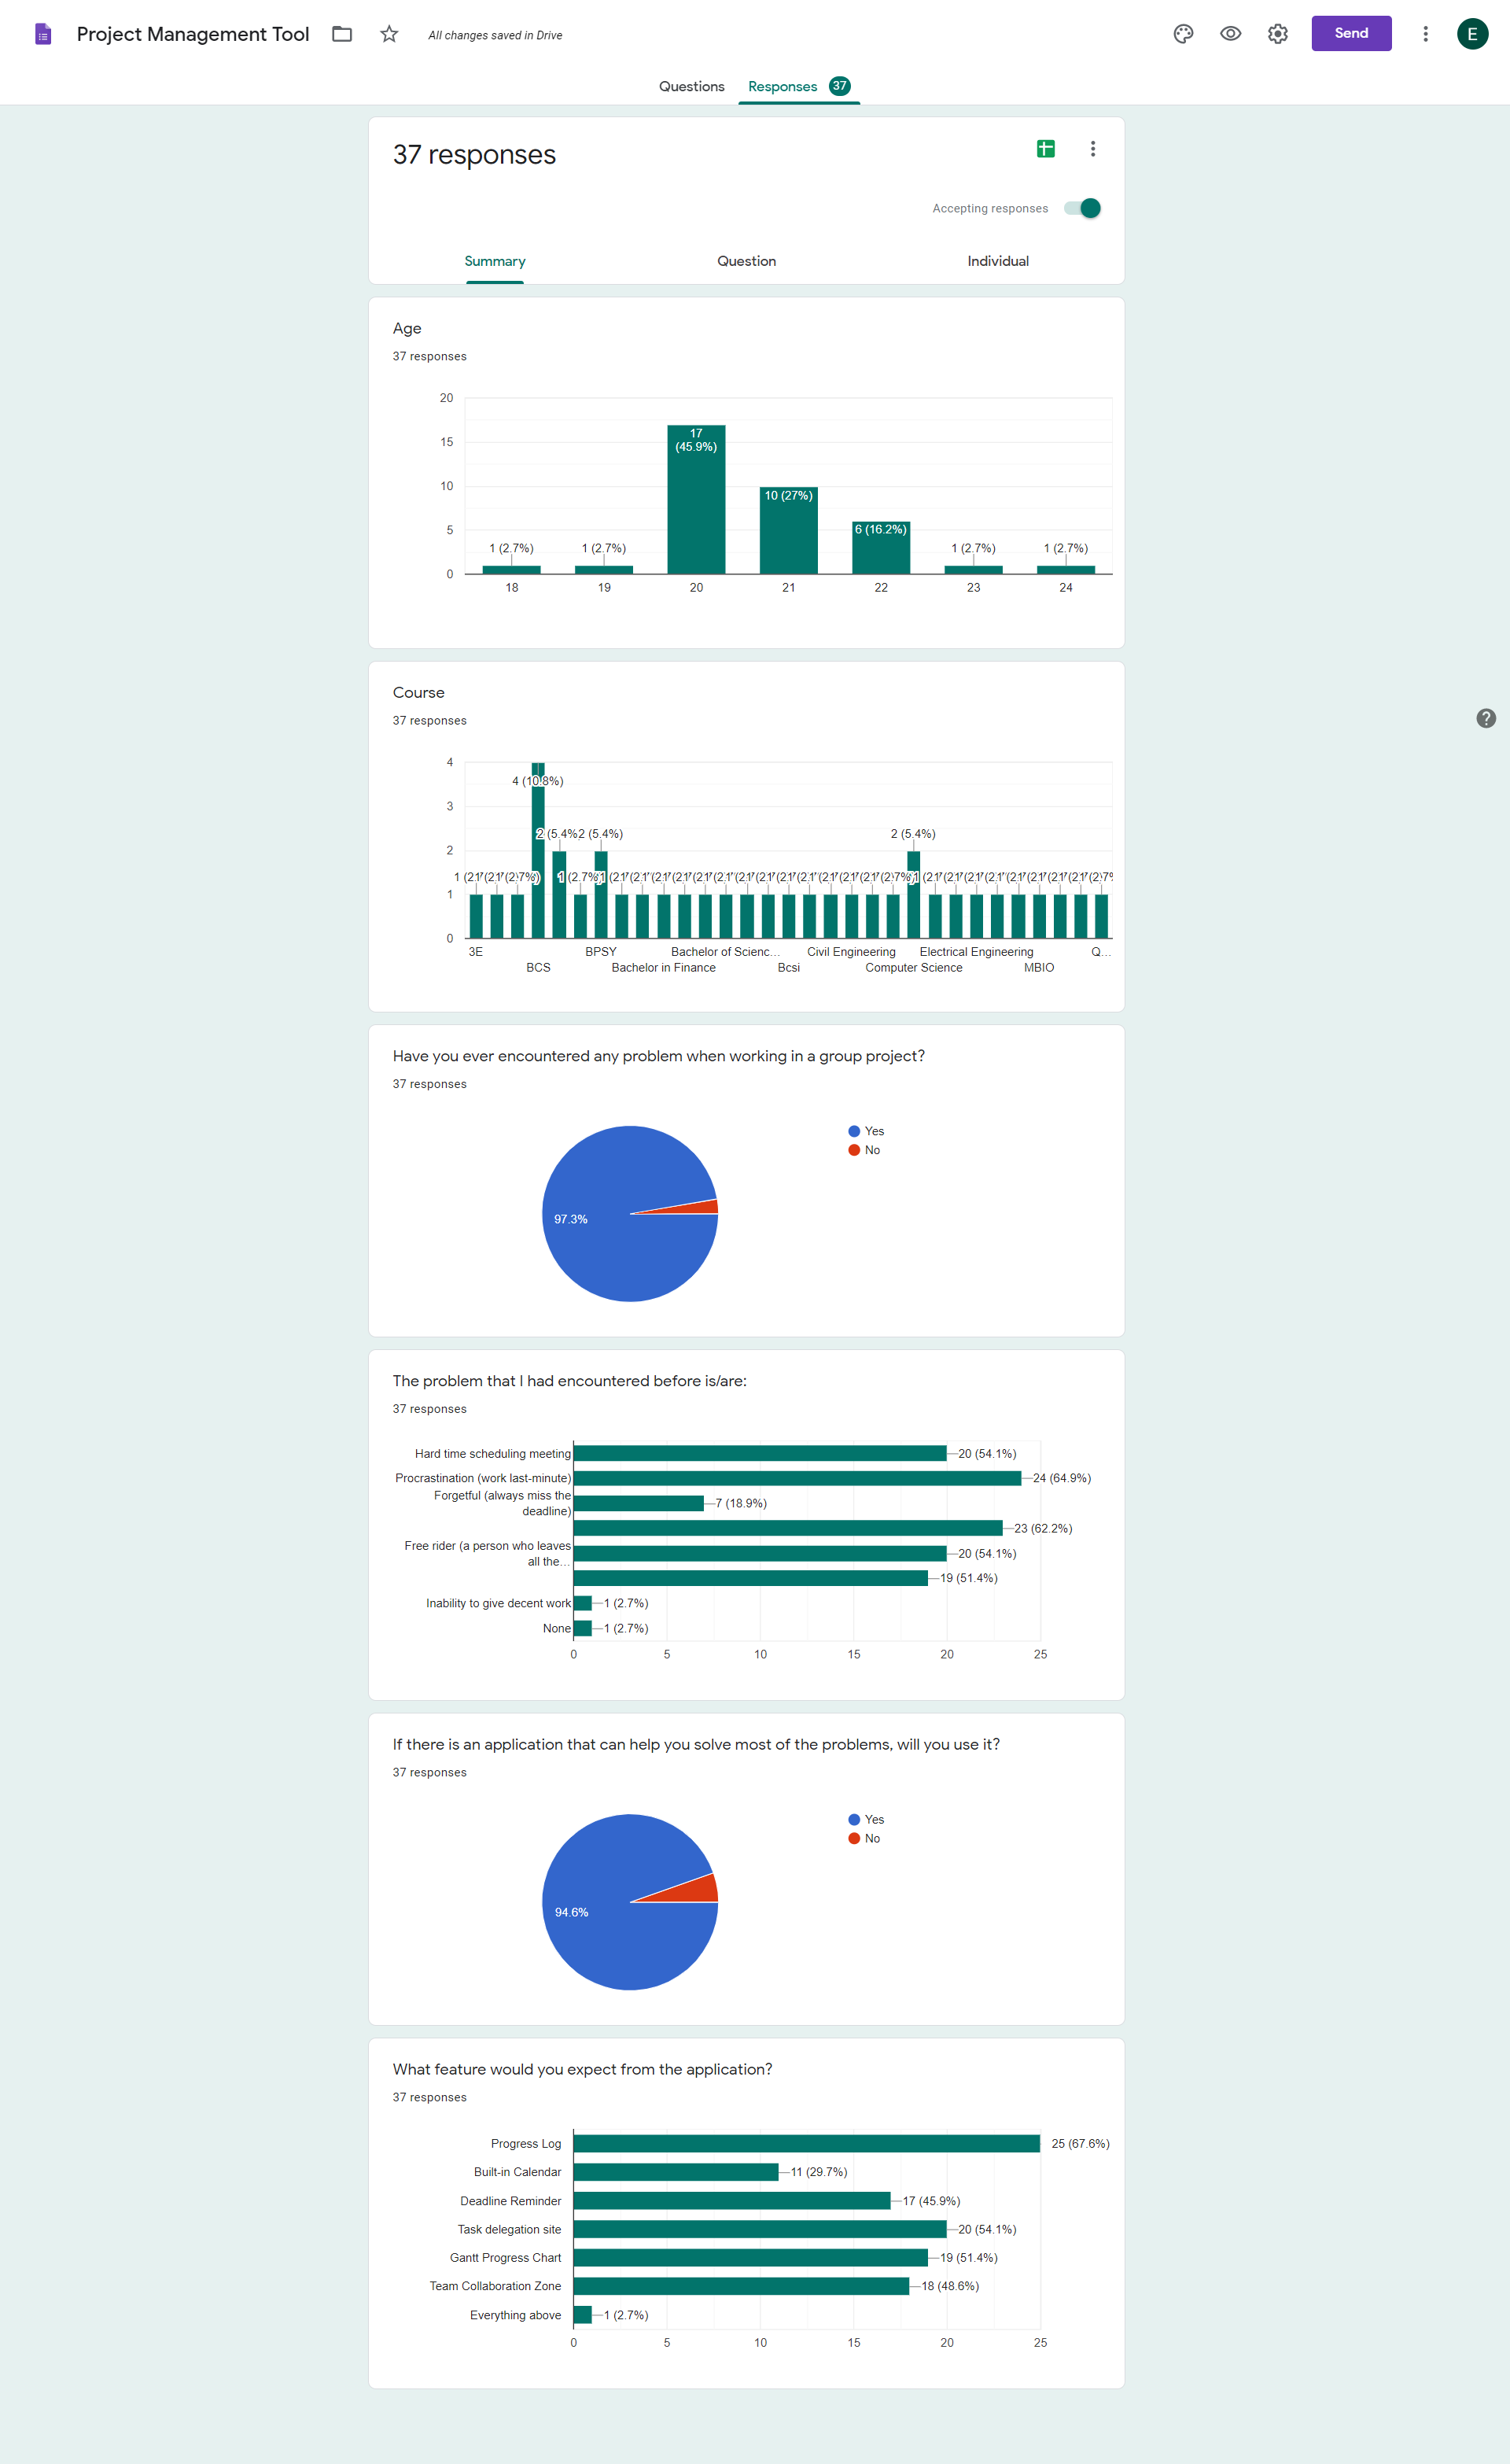 Project Management Tool
All changes saved in Drive
Send
E
Questions
Responses 37
37 responses
Accepting responses
Summary
Question
Individual
Age
37 responses
20
15
10
5
0
1 (2.7%)
1 (2.7%)
17
(45.9%)
10 (27%)
6 (16.2%)
1 (2.7%)
1 (2.7%)
18
19
20
21
22
23
24
Course
37 responses
4
3
2
1
0
4 (10.8%)
2 (5.4%
2 (5.4%)
2 (5.4%)
3E
BPSY
Bachelor of Scienc…
Civil Engineering
Electrical Engineering
Q…
BCS
Bachelor in Finance
Bcsi
Computer Science
MBIO
Have you ever encountered any problem when working in a group project?
37 responses
97.3%
Yes
No
The problem that I had encountered before is/are:
37 responses
Hard time scheduling meeting
20 (54.1%)
Procrastination (work last-minute)
24 (64.9%)
Forgetful (always miss the
deadline)
7 (18.9%)
23 (62.2%)
Free rider (a person who leaves
all the…
20 (54.1%)
19 (51.4%)
Inability to give decent work
1 (2.7%)
None
1 (2.7%)
0
5
10
15
20
25
If there is an application that can help you solve most of the problems, will you use it?
37 responses
94.6%
Yes
No
What feature would you expect from the application?
37 responses
Progress Log
25 (67.6%)
Built-in Calendar
11 (29.7%)
Deadline Reminder
17 (45.9%)
Task delegation site
20 (54.1%)
Gantt Progress Chart
19 (51.4%)
Team Collaboration Zone
18 (48.6%)
Everything above
1 (2.7%)
0
5
10
15
20
25